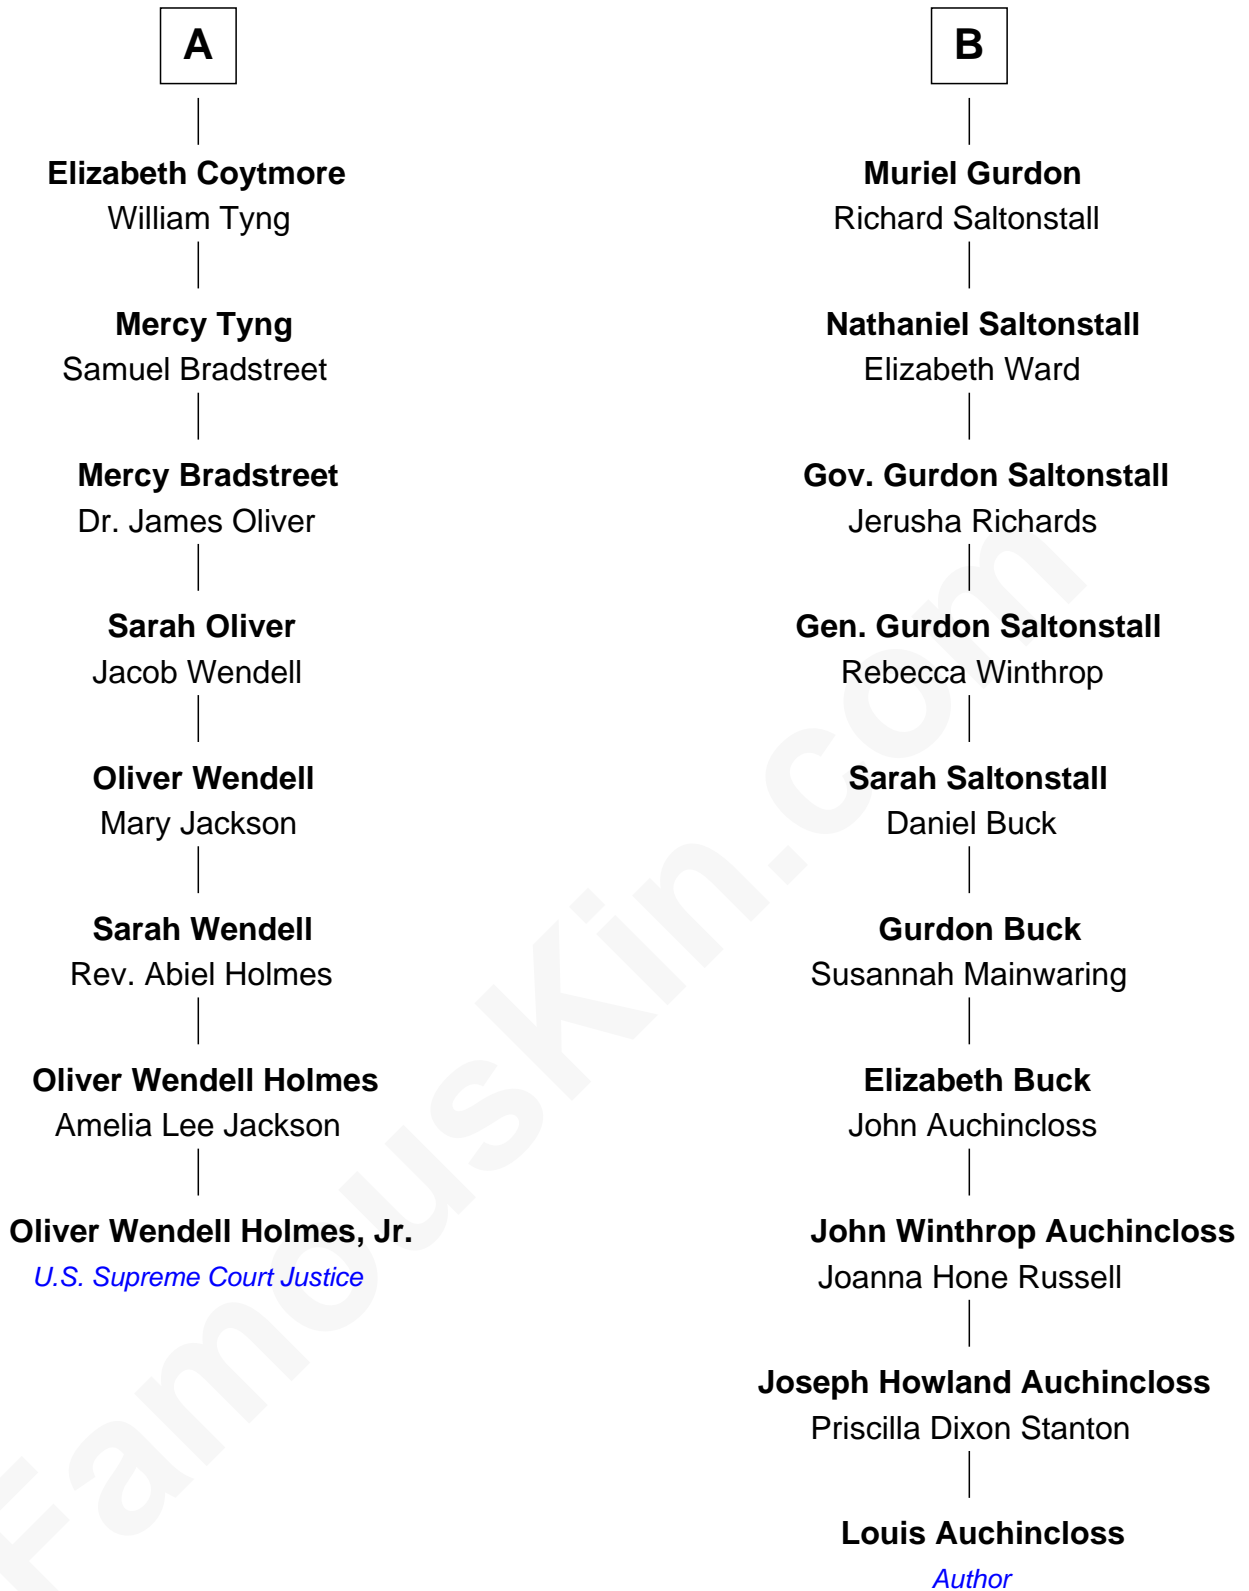 A
Elizabeth Coytmore
William Tyng
Mercy Tyng
Samuel Bradstreet
Mercy Bradstreet
Dr. James Oliver
Sarah Oliver
Jacob Wendell
Oliver Wendell
Mary Jackson
Sarah Wendell
Rev. Abiel Holmes
Oliver Wendell Holmes
Amelia Lee Jackson
Oliver Wendell Holmes, Jr.
U.S. Supreme Court Justice
B
Muriel Gurdon
Richard Saltonstall
Nathaniel Saltonstall
Elizabeth Ward
Gov. Gurdon Saltonstall
Jerusha Richards
Gen. Gurdon Saltonstall
Rebecca Winthrop
Sarah Saltonstall
Daniel Buck
Gurdon Buck
Susannah Mainwaring
Elizabeth Buck
John Auchincloss
John Winthrop Auchincloss
Joanna Hone Russell
Joseph Howland Auchincloss
Priscilla Dixon Stanton
Louis Auchincloss
Author
FamousKin.com